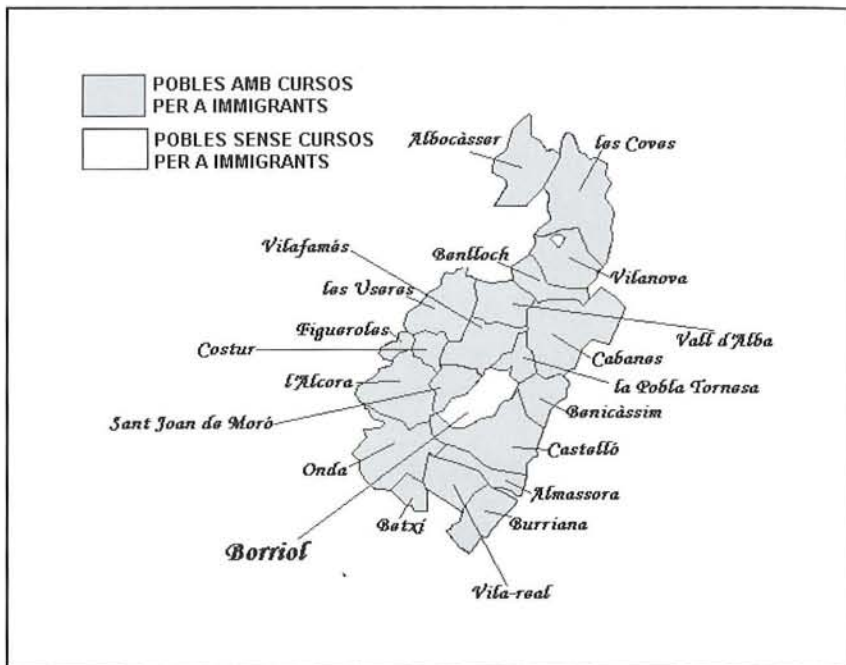 POBLES AMB CURSOS
PER A IMMIGRANTS
POBLES SENSE CURSOS
PER A IMMIGRANTS
Albocàsser
les Coves
Vilafamés
Benlloch
Vilanova
les Useres
Figueroles
Costur
Vall d'Alba
Cabanes
l'Alcora
la Pobla Tornesa
Benicàssim
Sant Joan de Moró
Castelló
Onda
Almassora
Betxí
Burriana
Borriol
Vila-real